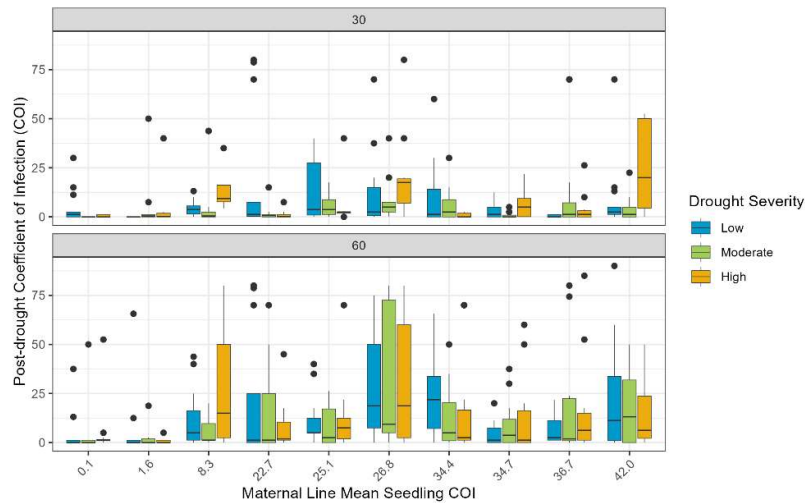 30
75
50
25
0
60
75
50
25
0
Post-drought Coefficient of Infection (COI)
0.1 1.6 8.3 22.7 25.1 26.8 34.4 34.7 36.7 42.0
Maternal Line Mean Seedling COI
Drought Severity
Low
Moderate
High